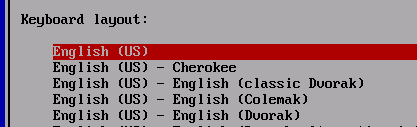 Keyboard layout:
English (US)
English (US) - Cherokee
English (US) - English (classic Dvorak)
English (US) - English (Colemak)
English (US) - English (Dvorak)